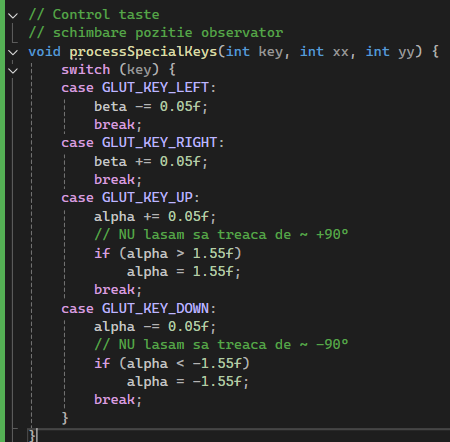 // Control taste
// schimbare pozitie observator
void processSpecialKeys(int key, int xx, int yy) {
    switch (key) {
    case GLUT_KEY_LEFT:
        beta -= 0.05f;
        break;
    case GLUT_KEY_RIGHT:
        beta += 0.05f;
        break;
    case GLUT_KEY_UP:
        alpha += 0.05f;
        // NU lasam sa treaca de ~ +90°
        if (alpha > 1.55f)
            alpha = 1.55f;
        break;
    case GLUT_KEY_DOWN:
        alpha -= 0.05f;
        // NU lasam sa treaca de ~ -90°
        if (alpha < -1.55f)
            alpha = -1.55f;
        break;
    }
}